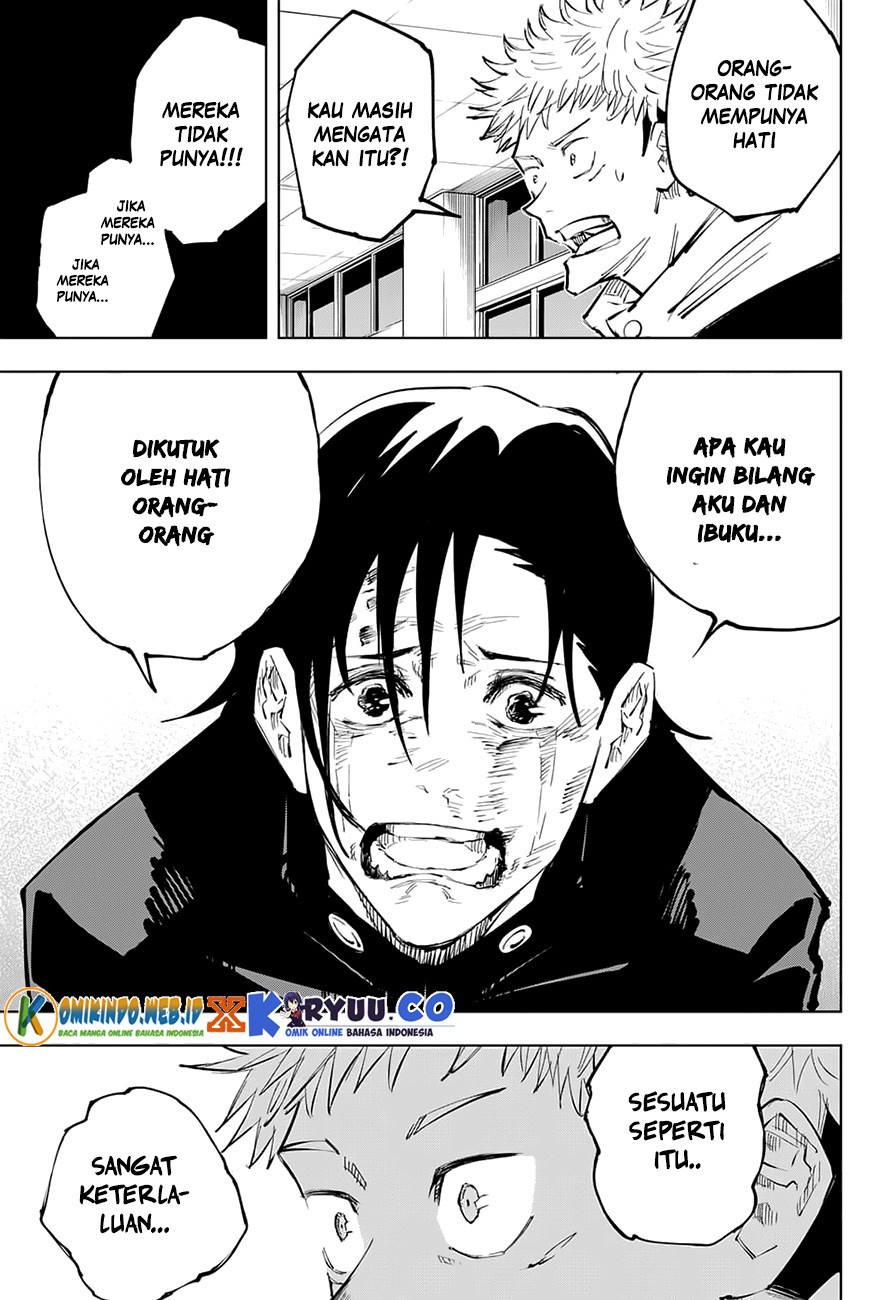 ORANG-
ORANG TIDAK
MEMPUNYA
HATI
KAU MASIH
MENGATA
KAN ITU?!
MEREKA
TIDAK
PUNYA!!!
JIKA
MEREKA
PUNYA...
JIKA
MEREKA
PUNYA...
APA KAU
INGIN BILANG
AKU DAN
IBUKU...
DIKUTUK
OLEH HATI
ORANG-
ORANG
KOMIKINDO.WEB.ID X KIRYUU.CO
BACA MANGA ONLINE BAHASA INDONESIA
OMIK ONLINE BAHASA INDONESIA
SESUATU
SEPERTI
ITU..
SANGAT
KETERLA-
LUAN...